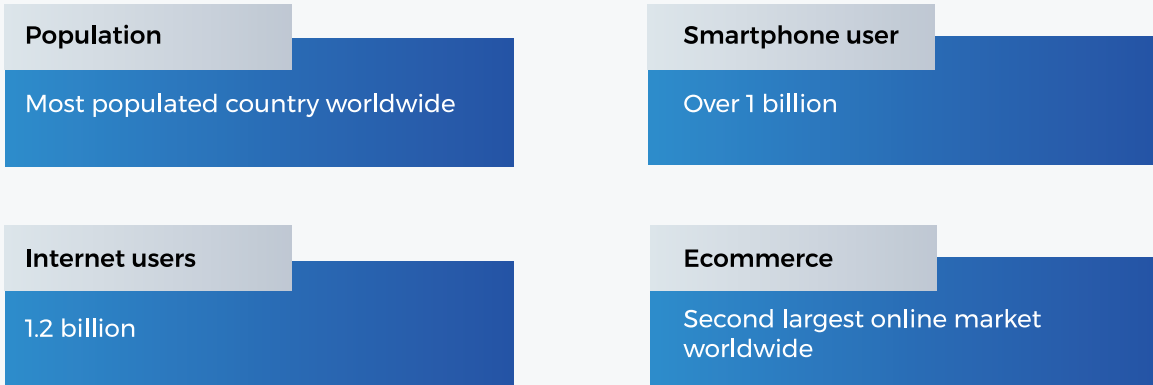 Population
Most populated country worldwide
Smartphone user
Over 1 billion
Internet users
1.2 billion
Ecommerce
Second largest online market
worldwide